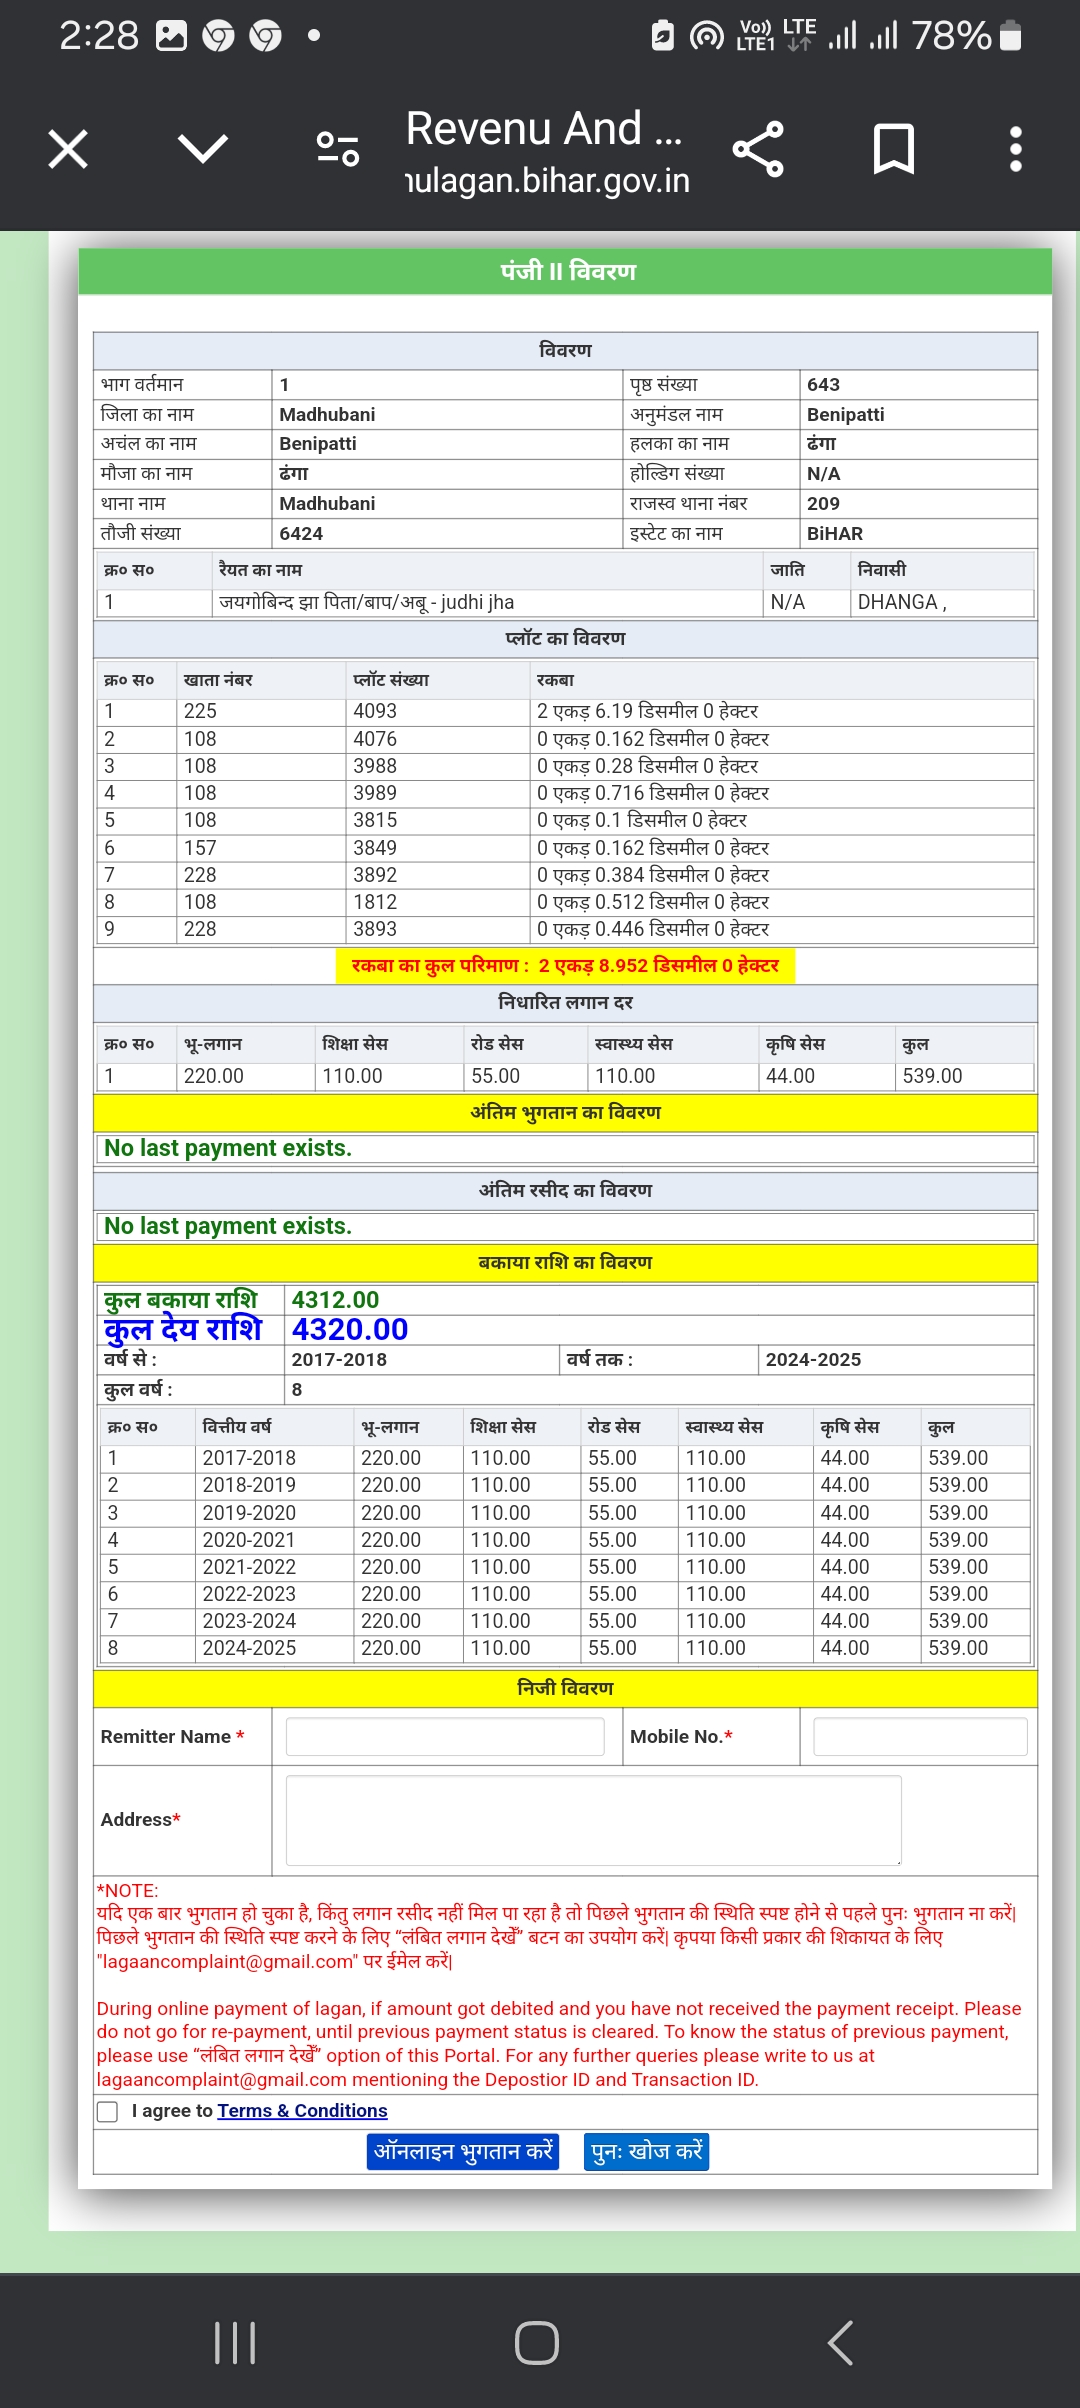 2:28 Vo)) LTE1 LTE 78%
Revenu And ...
nulagan.bihar.gov.in
पंजी II विवरण
विवरण
भाग वर्तमान 1 पृष्ठ संख्या 643
जिला का नाम Madhubani अनुमंडल नाम Benipatti
अचंल का नाम Benipatti हलका का नाम ढंगा
मौजा का नाम ढंगा होल्डिग संख्या N/A
थाना नाम Madhubani राजस्व थाना नंबर 209
तौजी संख्या 6424 इस्टेट का नाम BiHAR
क्र० स० रैयत का नाम जाति निवासी
1 जयगोबिन्द झा पिता/बाप/अबू - judhi jha N/A DHANGA ,
प्लॉट का विवरण
क्र० स० खाता नंबर प्लॉट संख्या रकबा
1 225 4093 2 एकड़ 6.19 डिसमील 0 हेक्टर
2 108 4076 0 एकड़ 0.162 डिसमील 0 हेक्टर
3 108 3988 0 एकड़ 0.28 डिसमील 0 हेक्टर
4 108 3989 0 एकड़ 0.716 डिसमील 0 हेक्टर
5 108 3815 0 एकड़ 0.1 डिसमील 0 हेक्टर
6 157 3849 0 एकड़ 0.162 डिसमील 0 हेक्टर
7 228 3892 0 एकड़ 0.384 डिसमील 0 हेक्टर
8 108 1812 0 एकड़ 0.512 डिसमील 0 हेक्टर
9 228 3893 0 एकड़ 0.446 डिसमील 0 हेक्टर
रकबा का कुल परिमाण : 2 एकड़ 8.952 डिसमील 0 हेक्टर
निधारित लगान दर
क्र० स० भू-लगान शिक्षा सेस रोड सेस स्वास्थ्य सेस कृषि सेस कुल
1 220.00 110.00 55.00 110.00 44.00 539.00
अंतिम भुगतान का विवरण
No last payment exists.
अंतिम रसीद का विवरण
No last payment exists.
बकाया राशि का विवरण
कुल बकाया राशि 4312.00
कुल देय राशि 4320.00
वर्ष से : 2017-2018 वर्ष तक : 2024-2025
कुल वर्ष : 8
क्र० स० वित्तीय वर्ष भू-लगान शिक्षा सेस रोड सेस स्वास्थ्य सेस कृषि सेस कुल
1 2017-2018 220.00 110.00 55.00 110.00 44.00 539.00
2 2018-2019 220.00 110.00 55.00 110.00 44.00 539.00
3 2019-2020 220.00 110.00 55.00 110.00 44.00 539.00
4 2020-2021 220.00 110.00 55.00 110.00 44.00 539.00
5 2021-2022 220.00 110.00 55.00 110.00 44.00 539.00
6 2022-2023 220.00 110.00 55.00 110.00 44.00 539.00
7 2023-2024 220.00 110.00 55.00 110.00 44.00 539.00
8 2024-2025 220.00 110.00 55.00 110.00 44.00 539.00
निजी विवरण
Remitter Name * Mobile No.*
Address*
*NOTE:
यदि एक बार भुगतान हो चुका है, किंतु लगान रसीद नहीं मिल पा रहा है तो पिछले भुगतान की स्थिति स्पष्ट होने से पहले पुनः भुगतान ना करें|
पिछले भुगतान की स्थिति स्पष्ट करने के लिए “लंबित लगान देखेँ” बटन का उपयोग करें| कृपया किसी प्रकार की शिकायत के लिए
"lagaancomplaint@gmail.com" पर ईमेल करें|
During online payment of lagan, if amount got debited and you have not received the payment receipt. Please
do not go for re-payment, until previous payment status is cleared. To know the status of previous payment,
please use “लंबित लगान देखेँ” option of this Portal. For any further queries please write to us at
lagaancomplaint@gmail.com mentioning the Depostior ID and Transaction ID.
I agree to Terms & Conditions
ऑनलाइन भुगतान करें पुनः खोज करें